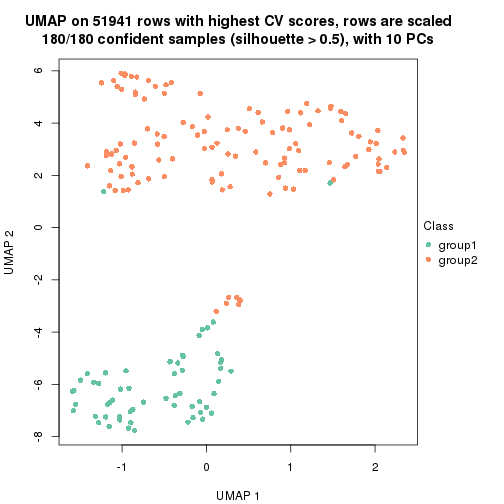 UMAP on 51941 rows with highest CV scores, rows are scaled
180/180 confident samples (silhouette > 0.5), with 10 PCs
6
4
2
0
-2
-4
-6
-8
UMAP 2
-1
0
1
2
UMAP 1
Class
group1
group2